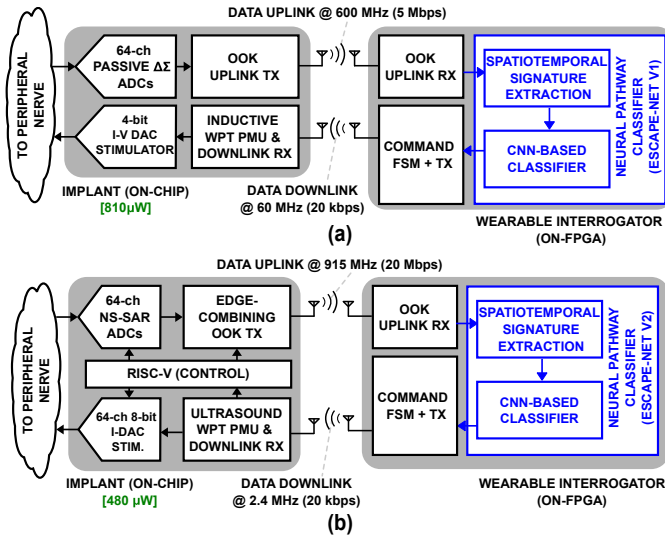 DATA UPLINK @ 600 MHz (5 Mbps)
TO PERIPHERAL
NERVE
64-ch
PASSIVE ΔΣ
ADCs
OOK
UPLINK TX
OOK
UPLINK RX
SPATIOTEMPORAL
SIGNATURE
EXTRACTION
NEURAL PATHWAY
CLASSIFIER
(ESCAPE-NET V1)
4-bit
I-V DAC
STIMULATOR
INDUCTIVE
WPT PMU &
DOWNLINK RX
COMMAND
FSM + TX
CNN-BASED
CLASSIFIER
IMPLANT (ON-CHIP)
[810µW]
DATA DOWNLINK
@ 60 MHz (20 kbps)
WEARABLE INTERROGATOR
(ON-FPGA)
(a)
DATA UPLINK @ 915 MHz (20 Mbps)
TO PERIPHERAL
NERVE
64-ch
NS-SAR
ADCs
EDGE-
COMBINING
OOK TX
OOK
UPLINK RX
SPATIOTEMPORAL
SIGNATURE
EXTRACTION
NEURAL PATHWAY
CLASSIFIER
(ESCAPE-NET V2)
RISC-V (CONTROL)
64-ch 8-bit
I-DAC
STIM.
ULTRASOUND
WPT PMU &
DOWNLINK RX
COMMAND
FSM + TX
CNN-BASED
CLASSIFIER
IMPLANT (ON-CHIP)
[480 µW]
DATA DOWNLINK
@ 2.4 MHz (20 kbps)
WEARABLE INTERROGATOR
(ON-FPGA)
(b)